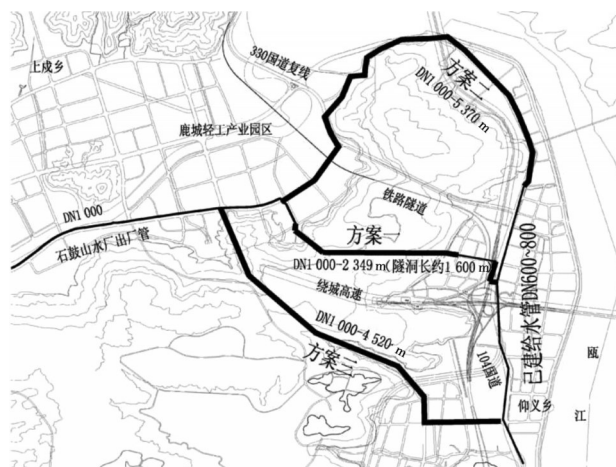 上戍乡
330国道复线
方案二
DN1 000-5 370 m
鹿城轻工产业园区
DN1 000
石鼓山水厂出厂管
铁路隧道
方案一
DN1 000-2 349 m(隧洞长约1 600 m)
绕城高速
DN1 000-4 520 m
方案三
104国道
已建给水管DN600~800
瓯江
仰义乡